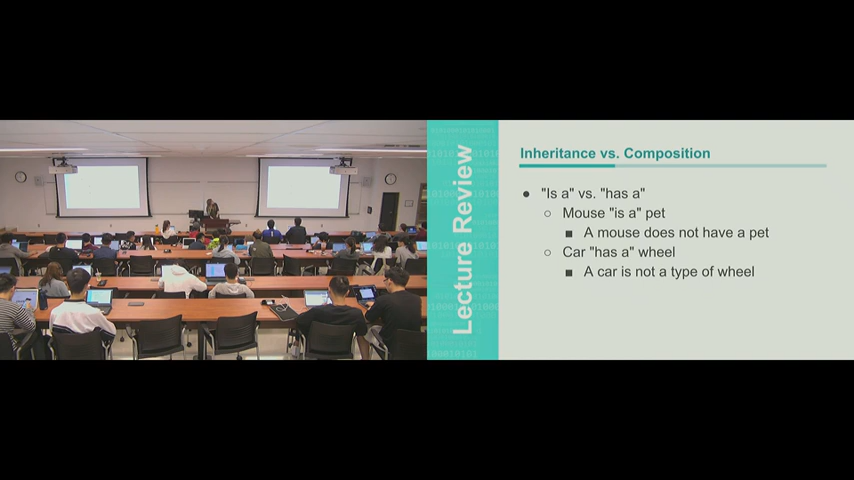 Lecture Review
Inheritance vs. Composition
● "Is a" vs. "has a"
○ Mouse "is a" pet
■ A mouse does not have a pet
○ Car "has a" wheel
■ A car is not a type of wheel